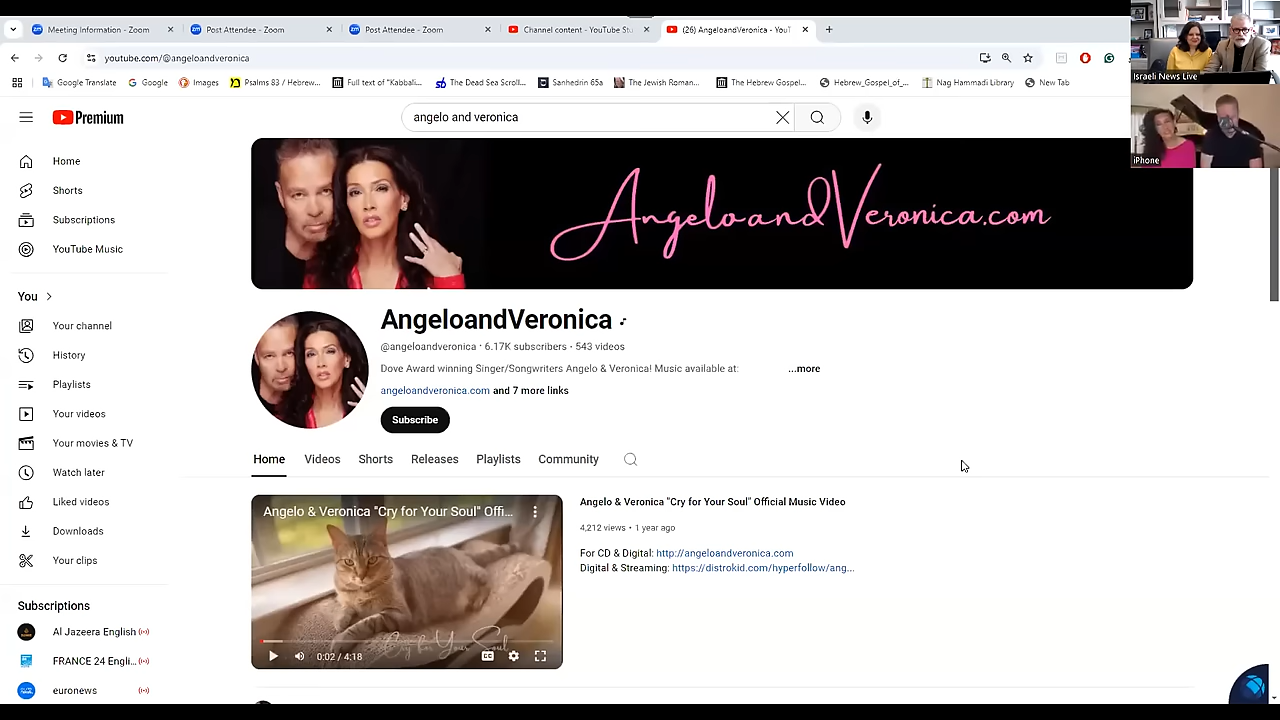 Meeting Information - Zoom
Post Attendee - Zoom
Post Attendee - Zoom
Channel content - YouTube Stu
(26) AngeloandVeronica - YouT
youtube.com/@angeloandveronica
Google Translate
Google
Images
Psalms 83 / Hebrew...
Full text of "Kabbali...
The Dead Sea Scroll...
Sanhedrin 65a
The Jewish Roman...
The Hebrew Gospel...
Hebrew_Gospel_of_...
Nag Hammadi Library
New Tab
Israeli News Live
iPhone
Premium
angelo and veronica
Home
Shorts
Subscriptions
YouTube Music
You
Your channel
History
Playlists
Your videos
Your movies & TV
Watch later
Liked videos
Downloads
Your clips
Subscriptions
Al Jazeera English
FRANCE 24 Engli...
euronews
AngeloandVeronica.com
AngeloandVeronica
@angeloandveronica • 6.17K subscribers • 543 videos
Dove Award winning Singer/Songwriters Angelo & Veronica! Music available at: ...more
angeloandveronica.com and 7 more links
Subscribe
Home Videos Shorts Releases Playlists Community
Angelo & Veronica "Cry for Your Soul" Offi...
Cry for Your Soul
0:02 / 4:18
Angelo & Veronica "Cry for Your Soul" Official Music Video
4,212 views • 1 year ago
For CD & Digital: http://angeloandveronica.com
Digital & Streaming: https://distrokid.com/hyperfollow/ang...